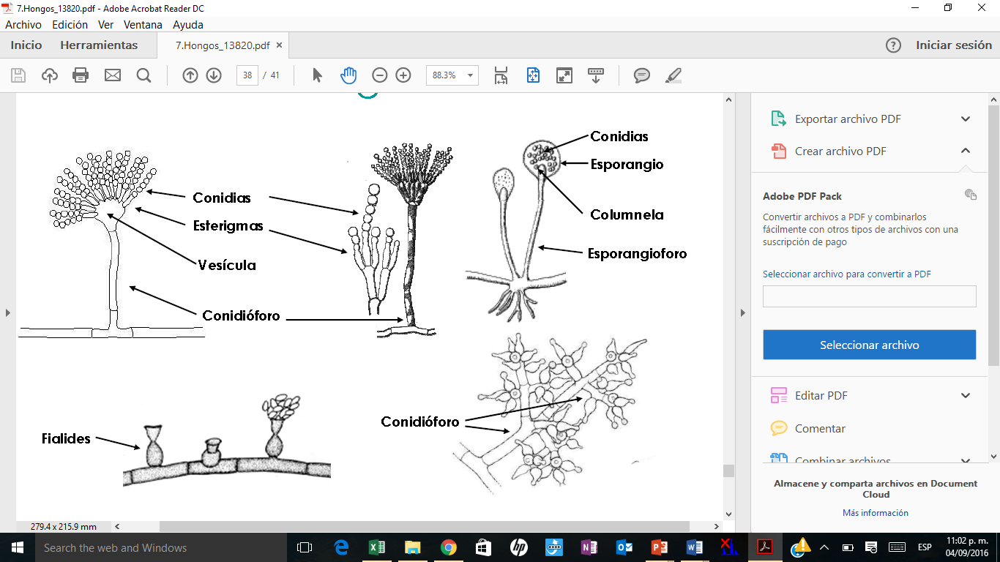 7.Hongos_13820.pdf - Adobe Acrobat Reader DC
Archivo Edición Ver Ventana Ayuda
Inicio Herramientas 7.Hongos_13820.pdf × Iniciar sesión
38 / 41 88.3%
Conidias
Esporangio
Columnela
Esporangioforo
Conidias
Esterigmas
Vesícula
Conidióforo
Fialides
Conidióforo
279.4 x 215.9 mm
Exportar archivo PDF
Crear archivo PDF
Adobe PDF Pack
Convertir archivos a PDF y combinarlos
fácilmente con otros tipos de archivos con una
suscripción de pago
Seleccionar archivo para convertir a PDF
Seleccionar archivo
Editar PDF
Comentar
Combinar archivos
Almacene y comparta archivos en Document
Cloud
Más información
Search the web and Windows
ESP
11:02 p. m.
04/09/2016